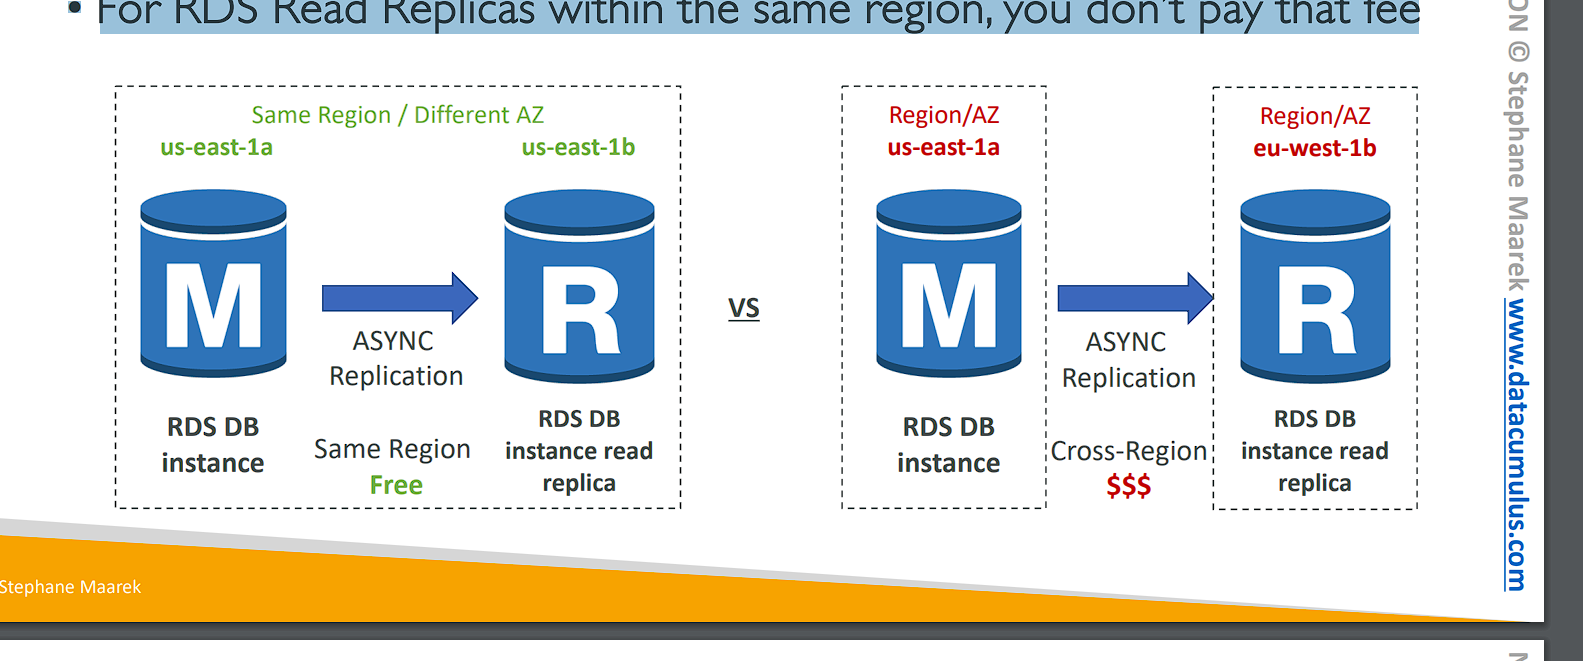 • For RDS Read Replicas within the same region, you don't pay that fee
Same Region / Different AZ
us-east-1a
us-east-1b
M
R
ASYNC
Replication
RDS DB
instance
Same Region
Free
RDS DB
instance read
replica
VS
Region/AZ
us-east-1a
M
RDS DB
instance
ASYNC
Replication
Cross-Region
$$$
Region/AZ
eu-west-1b
R
RDS DB
instance read
replica
© Stephane Maarek www.datacumulus.com
Stephane Maarek